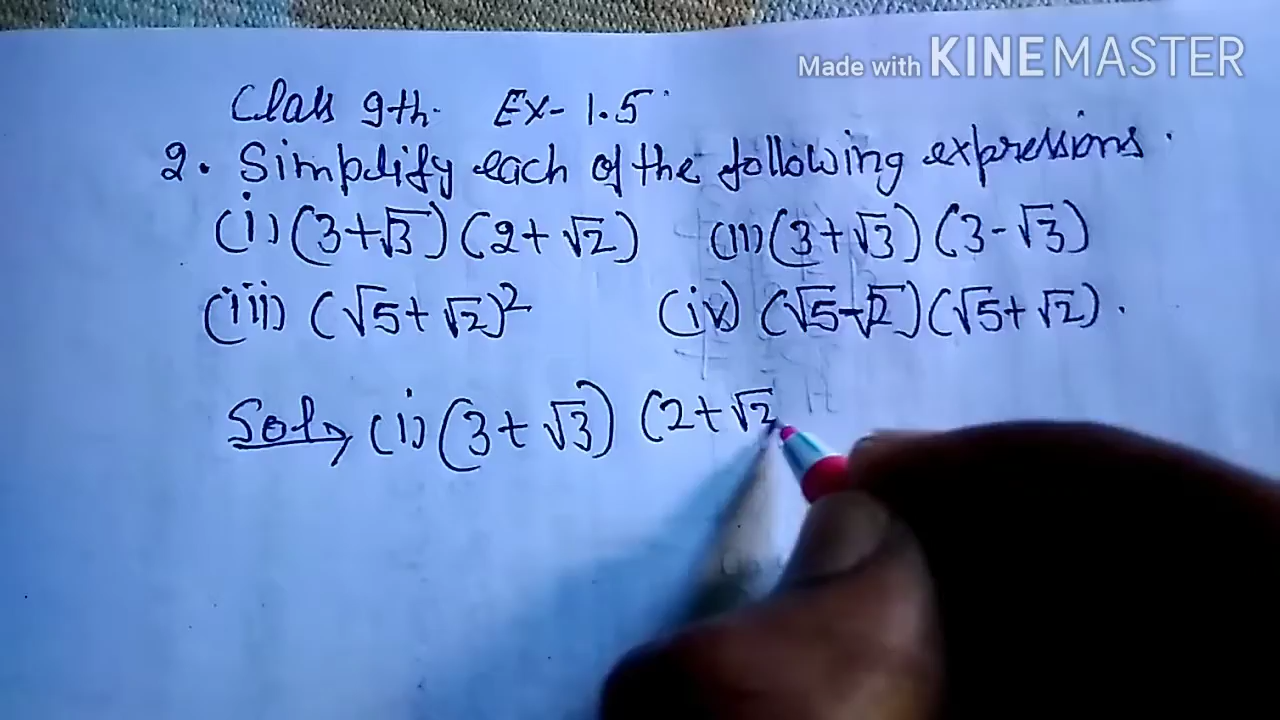 Made with KINEMASTER
Class 9th. Ex- 1.5
2. Simplify each of the following expressions.
(i) (3+√3) (2+√2) (ii) (3+√3) (3-√3)
(iii) (√5+√2)² (iv) (√5-√2) (√5+√2).
Sol→ (i) (3+√3) (2+√2